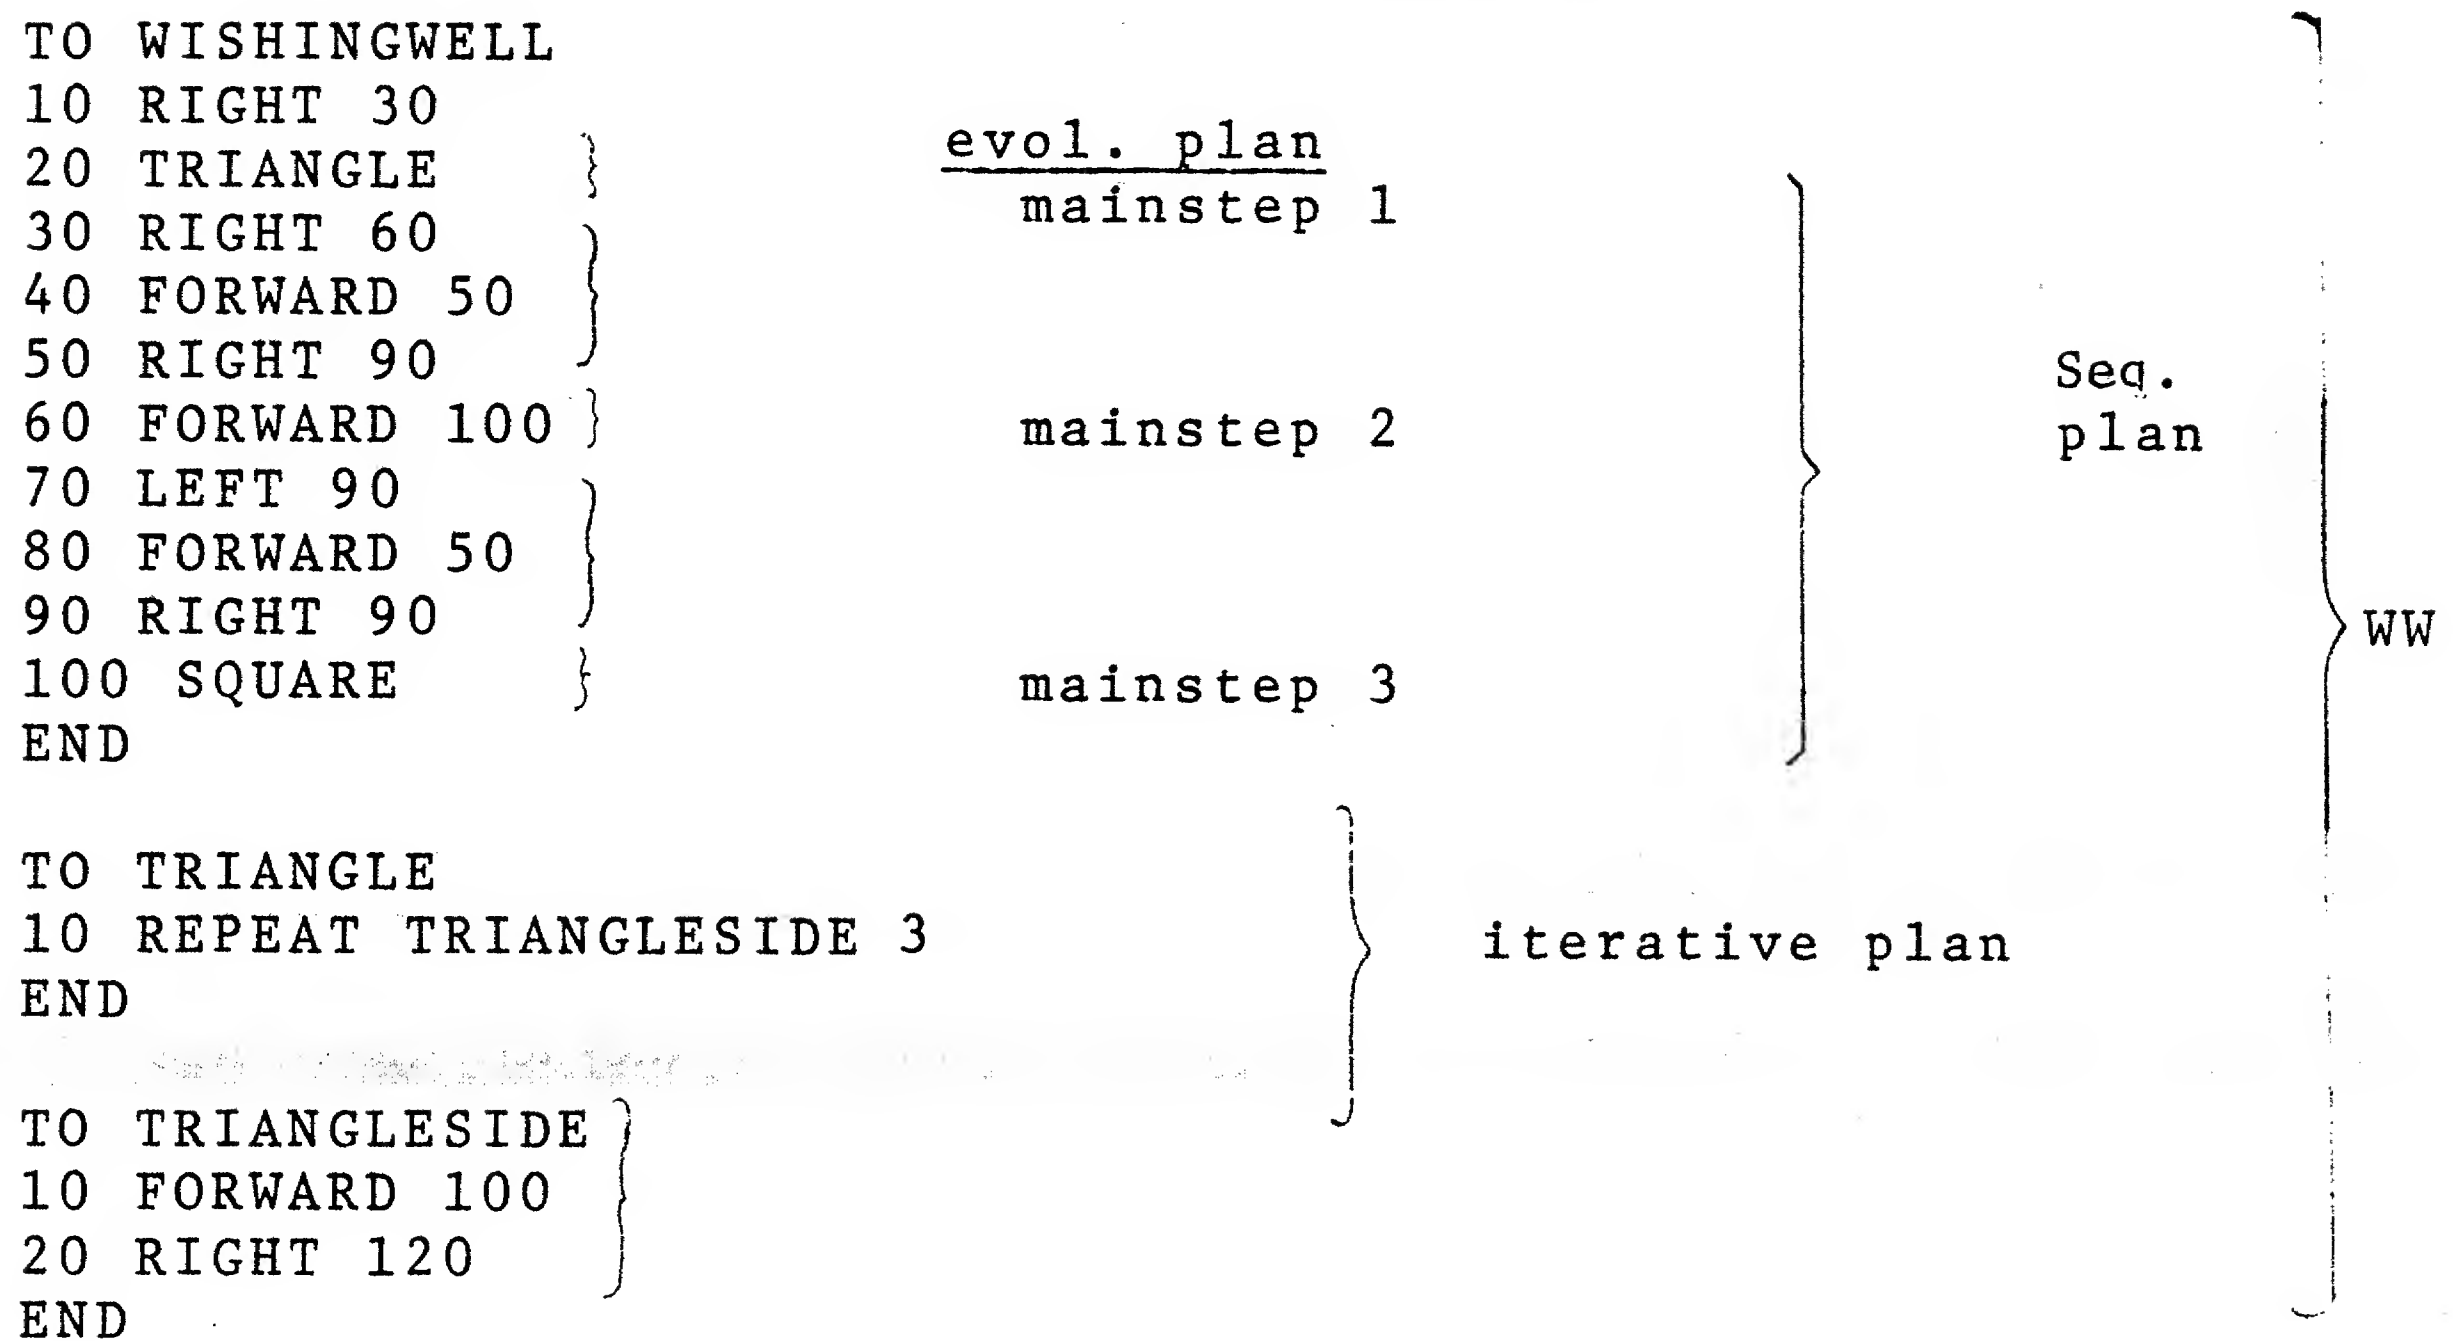 TO WISHINGWELL
10 RIGHT 30
evol. plan
20 TRIANGLE
mainstep 1
30 RIGHT 60
40 FORWARD 50
50 RIGHT 90
Seq.
60 FORWARD 100
mainstep 2
plan
70 LEFT 90
80 FORWARD 50
90 RIGHT 90
WW
100 SQUARE
mainstep 3
END
TO TRIANGLE
10 REPEAT TRIANGLESIDE 3
iterative plan
END
TO TRIANGLESIDE
10 FORWARD 100
20 RIGHT 120
END